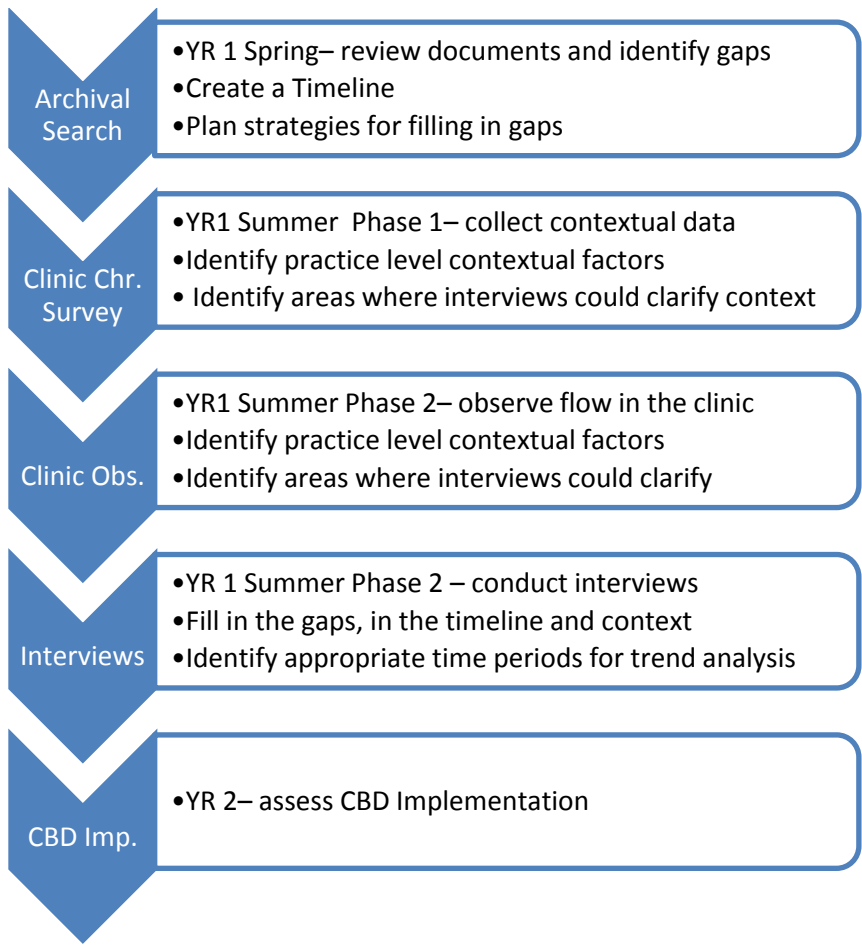 Archival
Search
•YR 1 Spring– review documents and identify gaps
•Create a Timeline
•Plan strategies for filling in gaps
Clinic Chr.
Survey
•YR1 Summer  Phase 1– collect contextual data
•Identify practice level contextual factors
• Identify areas where interviews could clarify context
Clinic Obs.
•YR1 Summer Phase 2– observe flow in the clinic
•Identify practice level contextual factors
•Identify areas where interviews could clarify
Interviews
•YR 1 Summer Phase 2 – conduct interviews
•Fill in the gaps, in the timeline and context
•Identify appropriate time periods for trend analysis
CBD Imp.
•YR 2– assess CBD Implementation